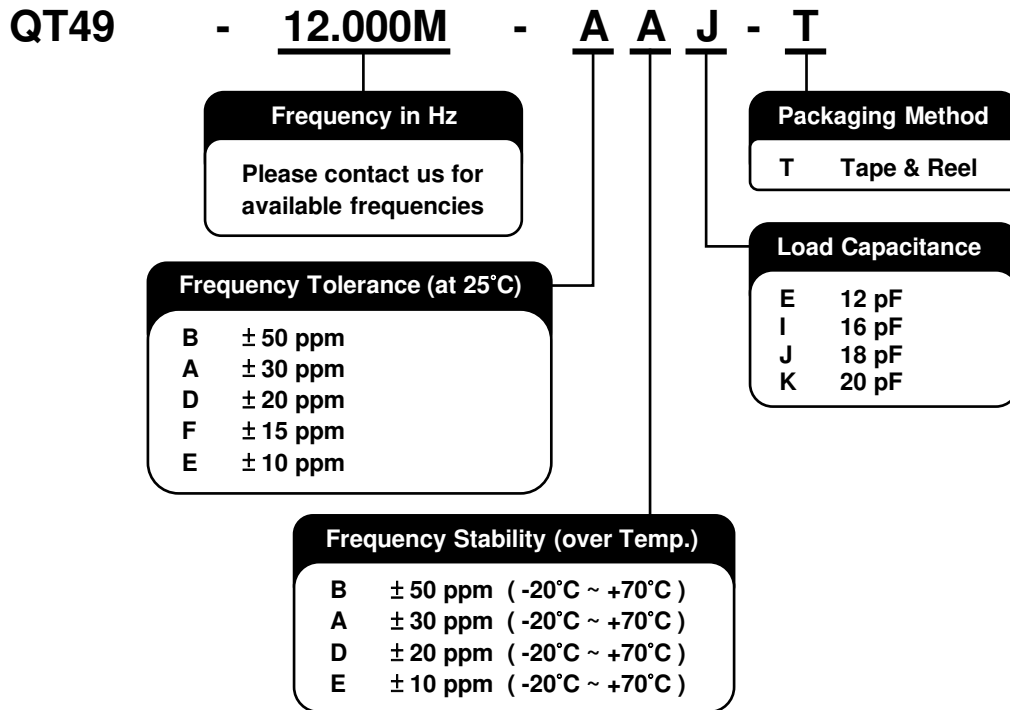 QT49 - 12.000M - A A J - T
Frequency in Hz
Please contact us for
available frequencies
Packaging Method
T Tape & Reel
Load Capacitance
E 12 pF
I 16 pF
J 18 pF
K 20 pF
Frequency Tolerance (at 25°C)
B ± 50 ppm
A ± 30 ppm
D ± 20 ppm
F ± 15 ppm
E ± 10 ppm
Frequency Stability (over Temp.)
B ± 50 ppm ( -20°C ~ +70°C )
A ± 30 ppm ( -20°C ~ +70°C )
D ± 20 ppm ( -20°C ~ +70°C )
E ± 10 ppm ( -20°C ~ +70°C )